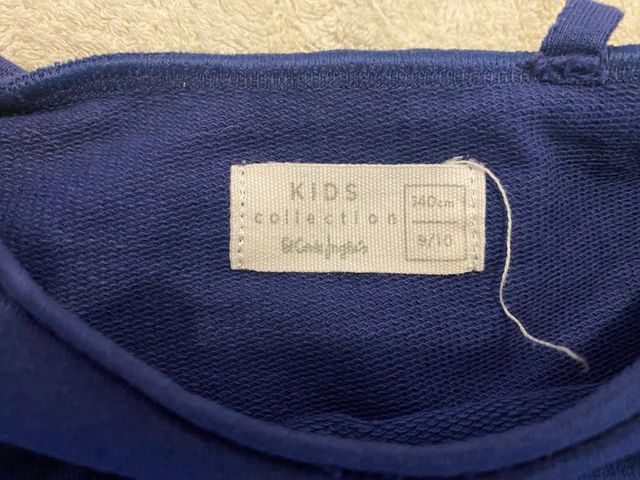 KIDS
collection
El Corte Inglés
140cm
9/10